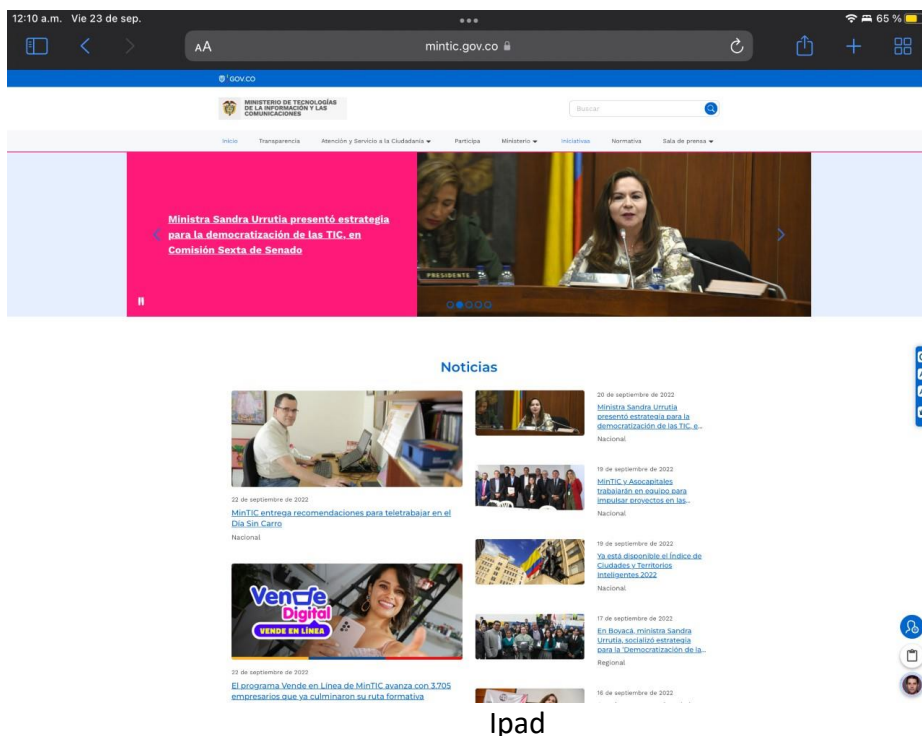 12:10 a.m. Vie 23 de sep.
65 %
AA
mintic.gov.co
GOV.CO
MINISTERIO DE TECNOLOGÍAS
DE LA INFORMACIÓN Y LAS
COMUNICACIONES
Buscar
Inicio Transparencia Atención y Servicio a la Ciudadanía Participa Ministerio Iniciativas Normativa Sala de prensa
Ministra Sandra Urrutia presentó estrategia
para la democratización de las TIC, en
Comisión Sexta de Senado
PRESIDENTE
Noticias
22 de septiembre de 2022
MinTIC entrega recomendaciones para teletrabajar en el
Día Sin Carro
Nacional
Vende
Digital
VENDE EN LÍNEA
22 de septiembre de 2022
El programa Vende en Línea de MinTIC avanza con 3.705
empresarios que ya culminaron su ruta formativa
20 de septiembre de 2022
Ministra Sandra Urrutia
presentó estrategia para la
democratización de las TIC, e...
Nacional
19 de septiembre de 2022
MinTIC y Asocapitales
trabajarán en equipo para
impulsar proyectos en las...
Nacional
19 de septiembre de 2022
Ya está disponible el Índice de
Ciudades y Territorios
Inteligentes 2022
Nacional
17 de septiembre de 2022
En Boyacá, ministra Sandra
Urrutia, socializó estrategia
para la 'Democratización de la...
Regional
16 de septiembre de 2022
Ipad